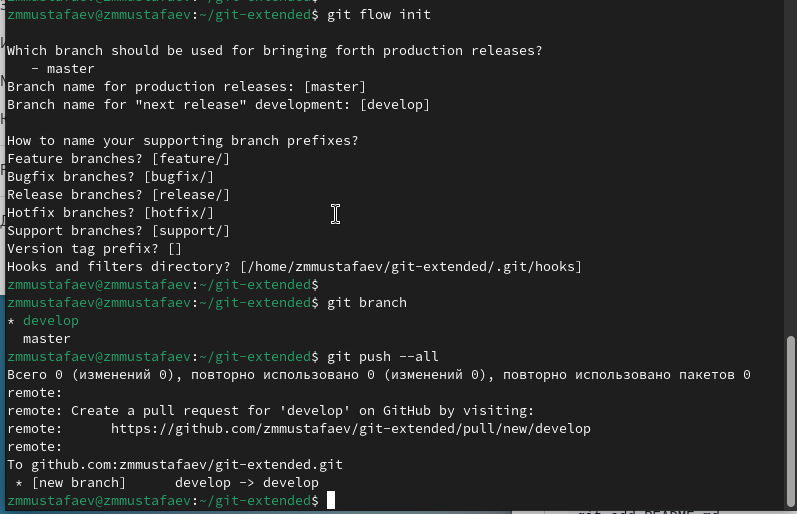 zmmustafaev@zmmustafaev:~/git-extended$ git flow init
Which branch should be used for bringing forth production releases?
   - master
Branch name for production releases: [master]
Branch name for "next release" development: [develop]
How to name your supporting branch prefixes?
Feature branches? [feature/]
Bugfix branches? [bugfix/]
Release branches? [release/]
Hotfix branches? [hotfix/]
Support branches? [support/]
Version tag prefix? []
Hooks and filters directory? [/home/zmmustafaev/git-extended/.git/hooks]
zmmustafaev@zmmustafaev:~/git-extended$
zmmustafaev@zmmustafaev:~/git-extended$ git branch
* develop
  master
zmmustafaev@zmmustafaev:~/git-extended$ git push --all
Всего 0 (изменений 0), повторно использовано 0 (изменений 0), повторно использовано пакетов 0
remote:
remote: Create a pull request for 'develop' on GitHub by visiting:
remote:      https://github.com/zmmustafaev/git-extended/pull/new/develop
remote:
To github.com:zmmustafaev/git-extended.git
 * [new branch]      develop -> develop
zmmustafaev@zmmustafaev:~/git-extended$